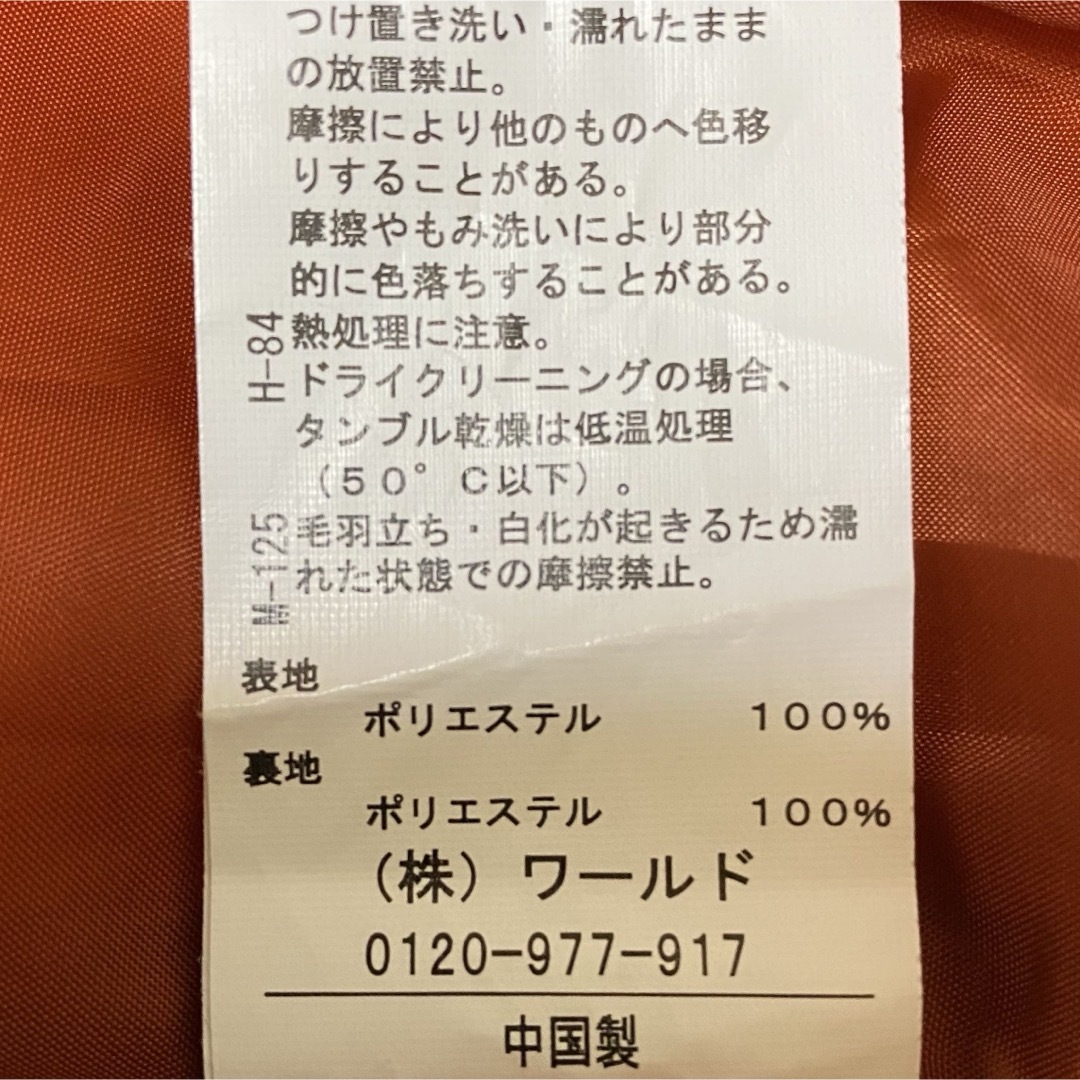 つけ置き洗い・濡れたまま
の放置禁止。
摩擦により他のものへ色移
りすることがある。
摩擦やもみ洗いにより部分
的に色落ちすることがある。
熱処理に注意。
ドライクリーニングの場合、
タンブル乾燥は低温処理
（５０°Ｃ以下）。
毛羽立ち・白化が起きるため濡
れた状態での摩擦禁止。
H-84
M-125
表地
ポリエステル １００%
裏地
ポリエステル １００%
（株）ワールド
0120-977-917
中国製